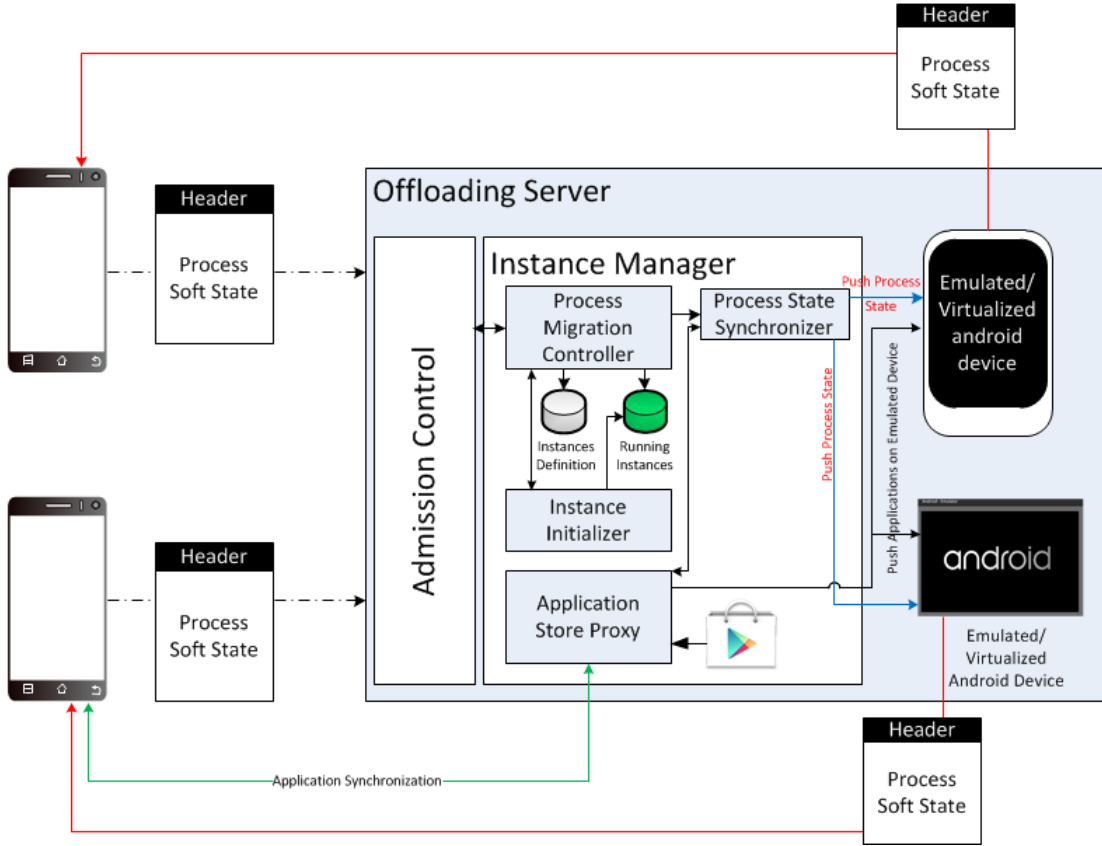 Header
Process
Soft State
Header
Process
Soft State
Offloading Server
Admission Control
Instance Manager
Process
Migration
Controller
Process State
Synchronizer
Push Process
State
Emulated/
Virtualized
android
device
Instances
Definition
Running
Instances
Push Process State
Push Applications on Emulated Device
Instance
Initializer
Header
Process
Soft State
Application
Store Proxy
android
Emulated/
Virtualized
Android Device
Header
Process
Soft State
Application Synchronization